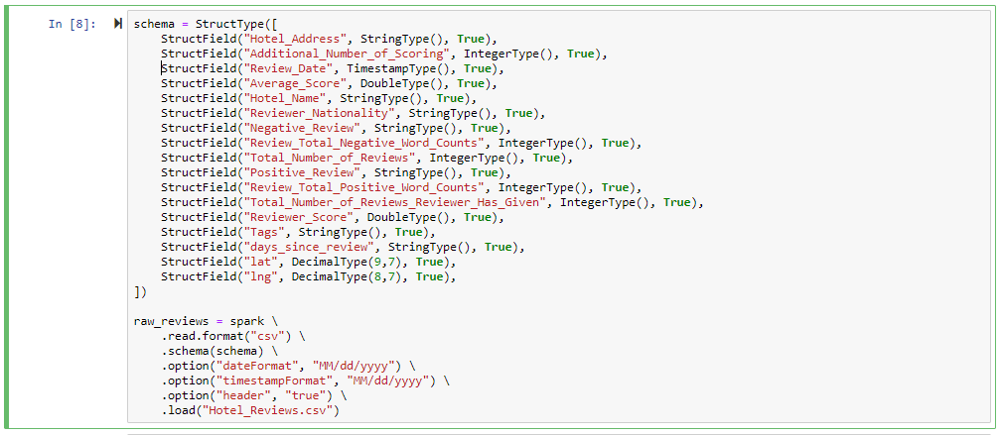 In [8]:
schema = StructType([
    StructField("Hotel_Address", StringType(), True),
    StructField("Additional_Number_of_Scoring", IntegerType(), True),
    StructField("Review_Date", TimestampType(), True),
    StructField("Average_Score", DoubleType(), True),
    StructField("Hotel_Name", StringType(), True),
    StructField("Reviewer_Nationality", StringType(), True),
    StructField("Negative_Review", StringType(), True),
    StructField("Review_Total_Negative_Word_Counts", IntegerType(), True),
    StructField("Total_Number_of_Reviews", IntegerType(), True),
    StructField("Positive_Review", StringType(), True),
    StructField("Review_Total_Positive_Word_Counts", IntegerType(), True),
    StructField("Total_Number_of_Reviews_Reviewer_Has_Given", IntegerType(), True),
    StructField("Reviewer_Score", DoubleType(), True),
    StructField("Tags", StringType(), True),
    StructField("days_since_review", StringType(), True),
    StructField("lat", DecimalType(9,7), True),
    StructField("lng", DecimalType(8,7), True),
])
raw_reviews = spark \
    .read.format("csv") \
    .schema(schema) \
    .option("dateFormat", "MM/dd/yyyy") \
    .option("timestampFormat", "MM/dd/yyyy") \
    .option("header", "true") \
    .load("Hotel_Reviews.csv")